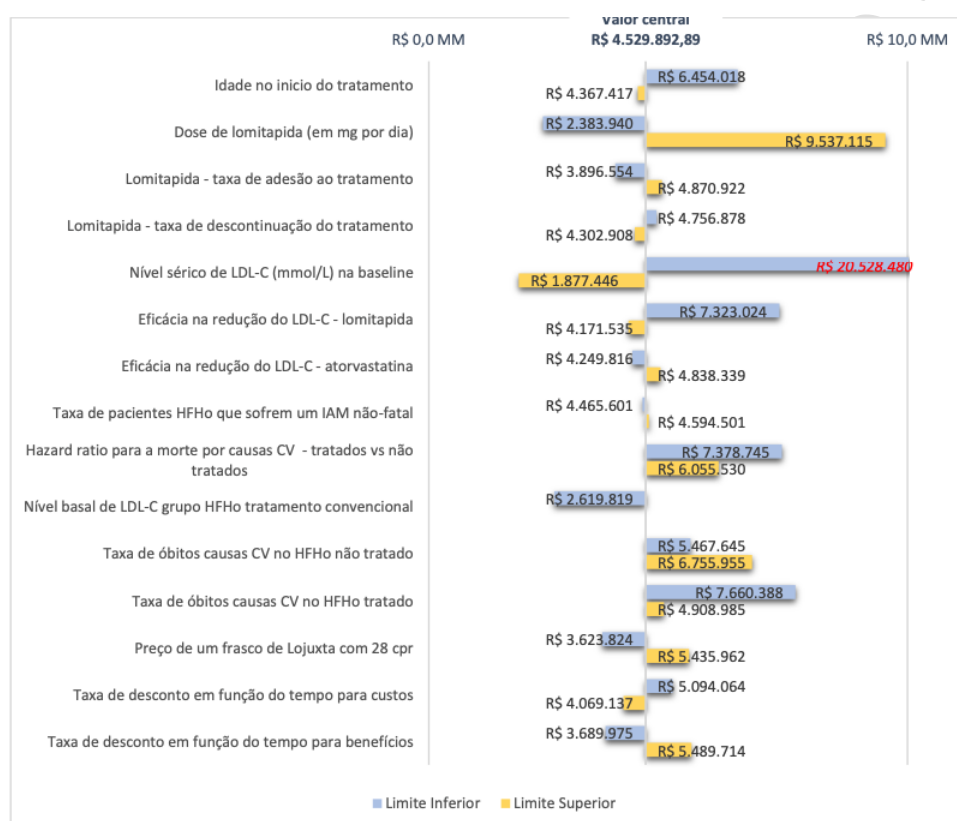 Valor central
R$ 0,0 MM R$ 4.529.892,89 R$ 10,0 MM
Idade no inicio do tratamento
R$ 6.454.018
R$ 4.367.417
Dose de lomitapida (em mg por dia)
R$ 2.383.940
R$ 9.537.115
Lomitapida - taxa de adesão ao tratamento
R$ 3.896.554
R$ 4.870.922
Lomitapida - taxa de descontinuação do tratamento
R$ 4.756.878
R$ 4.302.908
Nível sérico de LDL-C (mmol/L) na baseline
R$ 20.528.480
R$ 1.877.446
Eficácia na redução do LDL-C - lomitapida
R$ 7.323.024
R$ 4.171.535
Eficácia na redução do LDL-C - atorvastatina
R$ 4.249.816
R$ 4.838.339
Taxa de pacientes HFHo que sofrem um IAM não-fatal
R$ 4.465.601
R$ 4.594.501
Hazard ratio para a morte por causas CV - tratados vs não
tratados
R$ 7.378.745
R$ 6.055.530
Nível basal de LDL-C grupo HFHo tratamento convencional
R$ 2.619.819
Taxa de óbitos causas CV no HFHo não tratado
R$ 5.467.645
R$ 6.755.955
Taxa de óbitos causas CV no HFHo tratado
R$ 7.660.388
R$ 4.908.985
Preço de um frasco de Lojuxta com 28 cpr
R$ 3.623.824
R$ 5.435.962
Taxa de desconto em função do tempo para custos
R$ 5.094.064
R$ 4.069.137
Taxa de desconto em função do tempo para benefícios
R$ 3.689.975
R$ 5.489.714
Limite Inferior Limite Superior